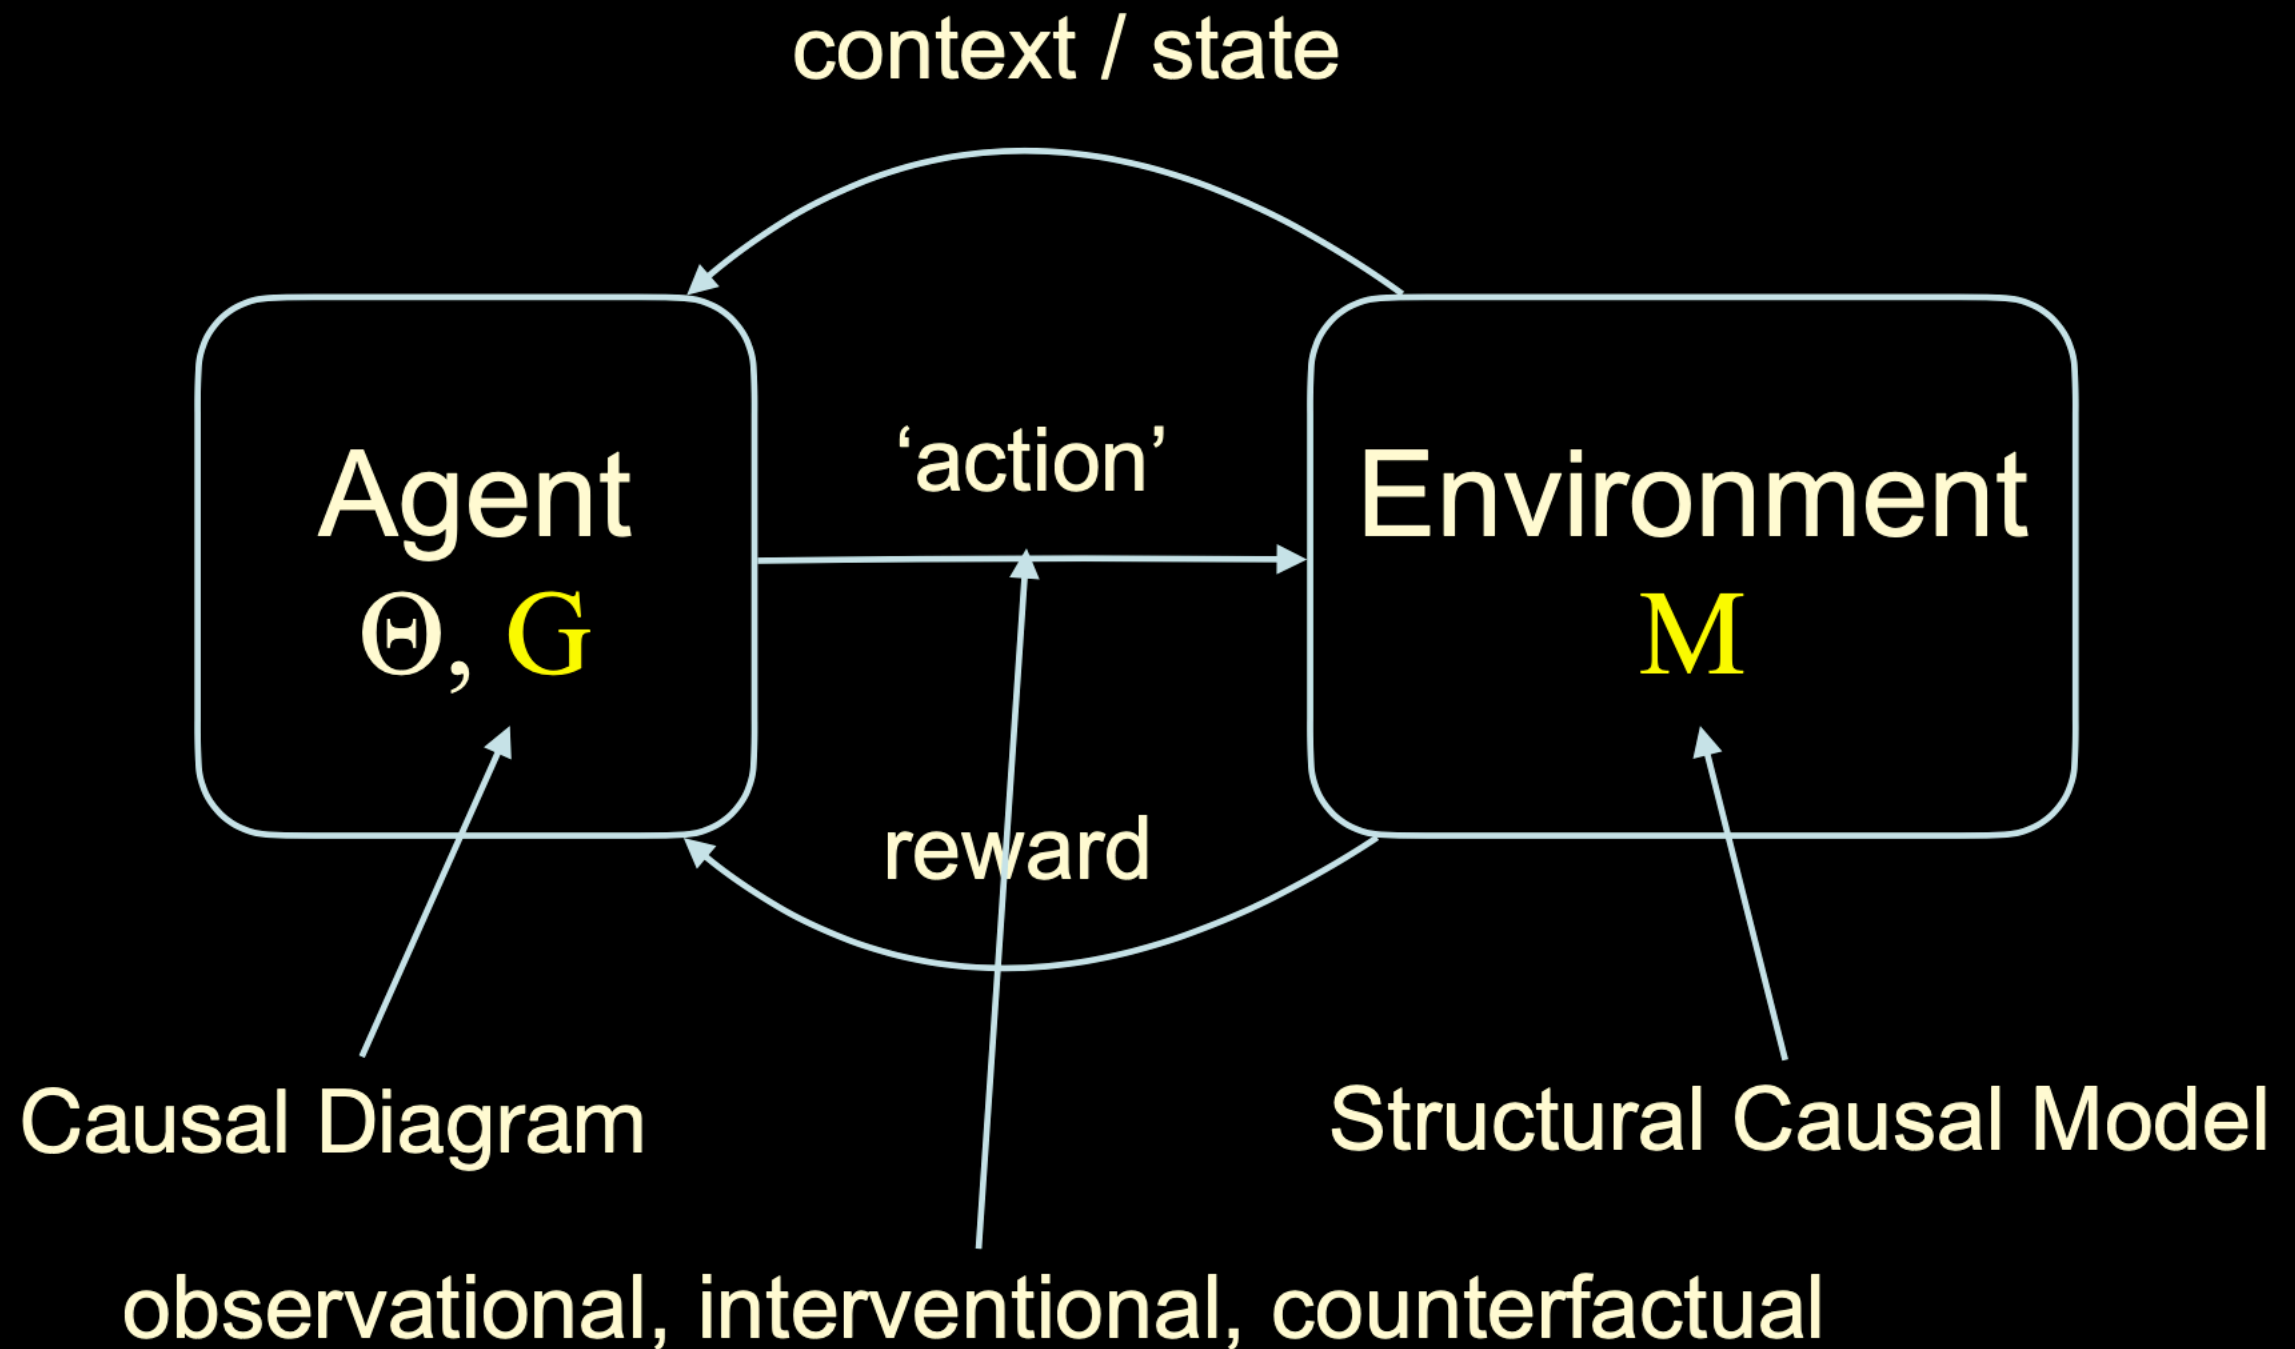 context / state
Agent
Θ, G
‘action’
Environment
M
reward
Causal Diagram
Structural Causal Model
observational, interventional, counterfactual